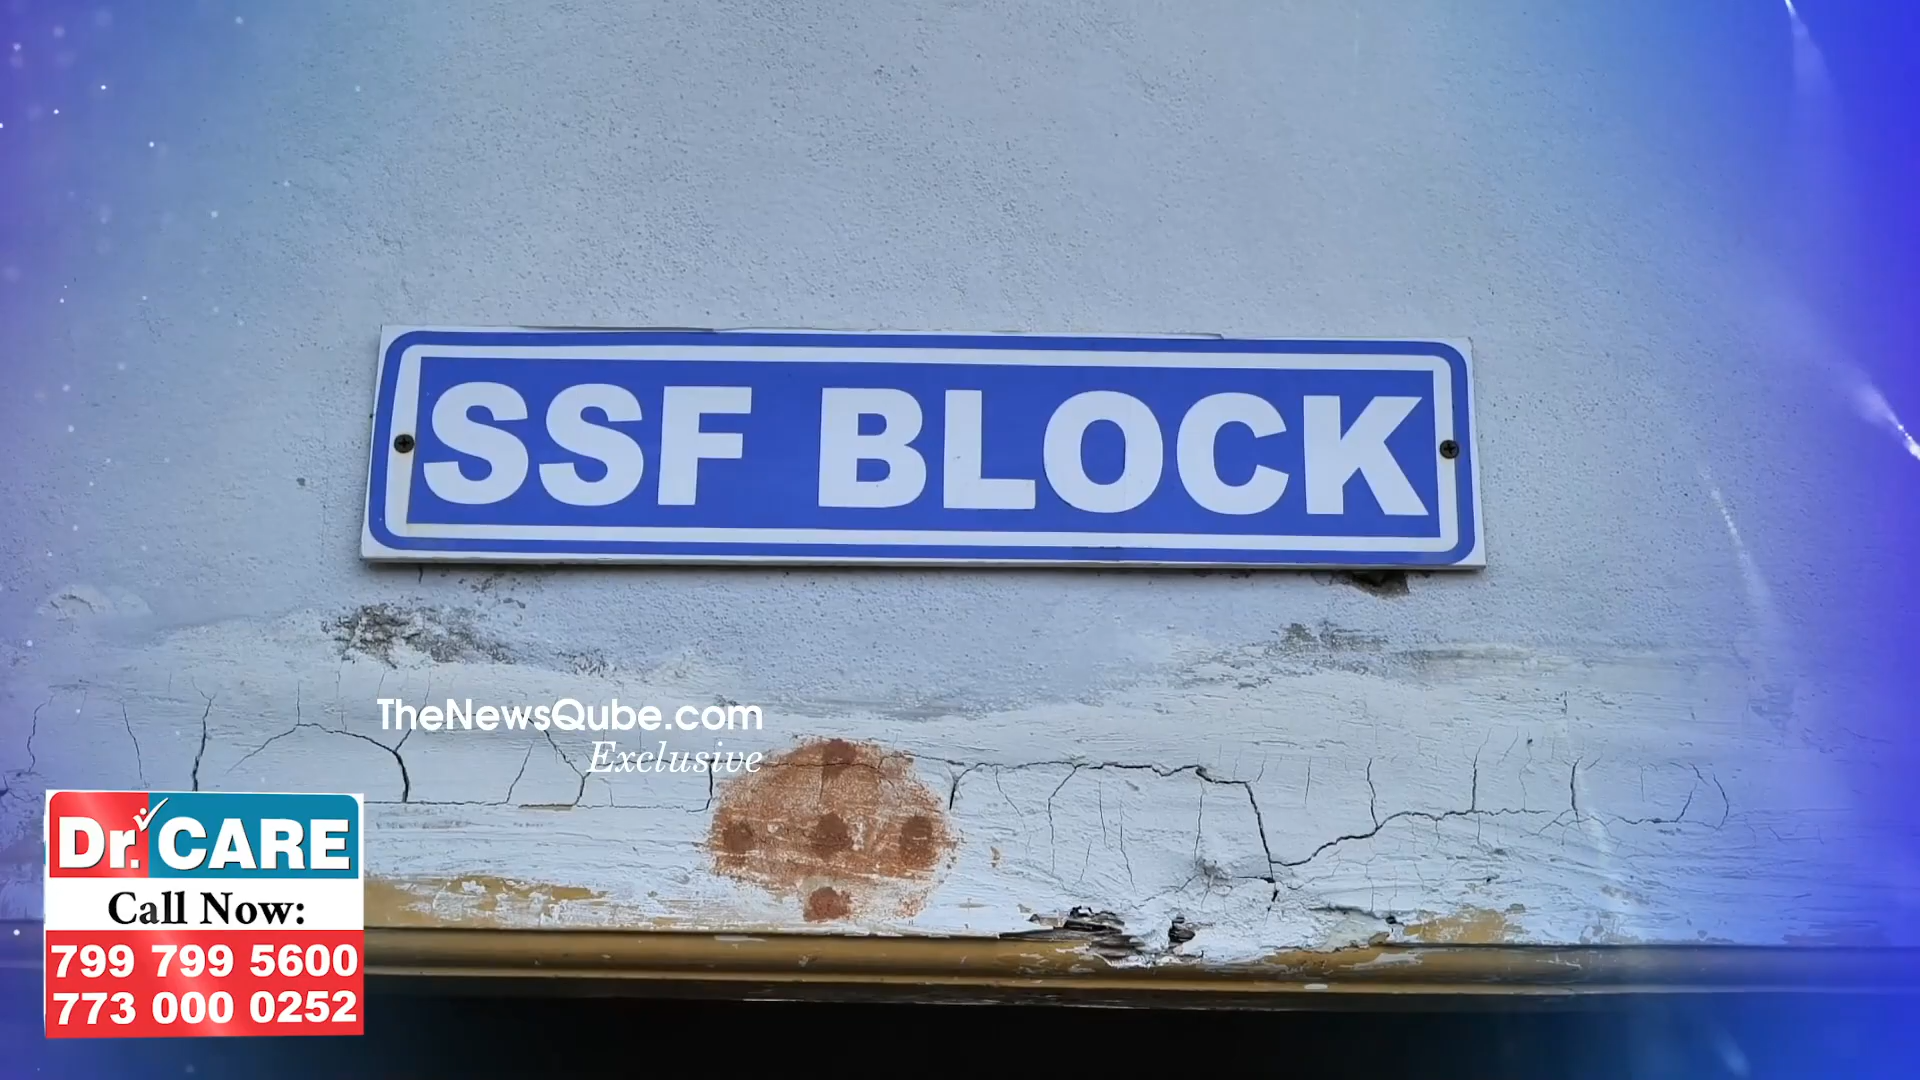 SSF BLOCK
TheNewsQube.com
Exclusive
Dr. CARE
Call Now:
799 799 5600
773 000 0252